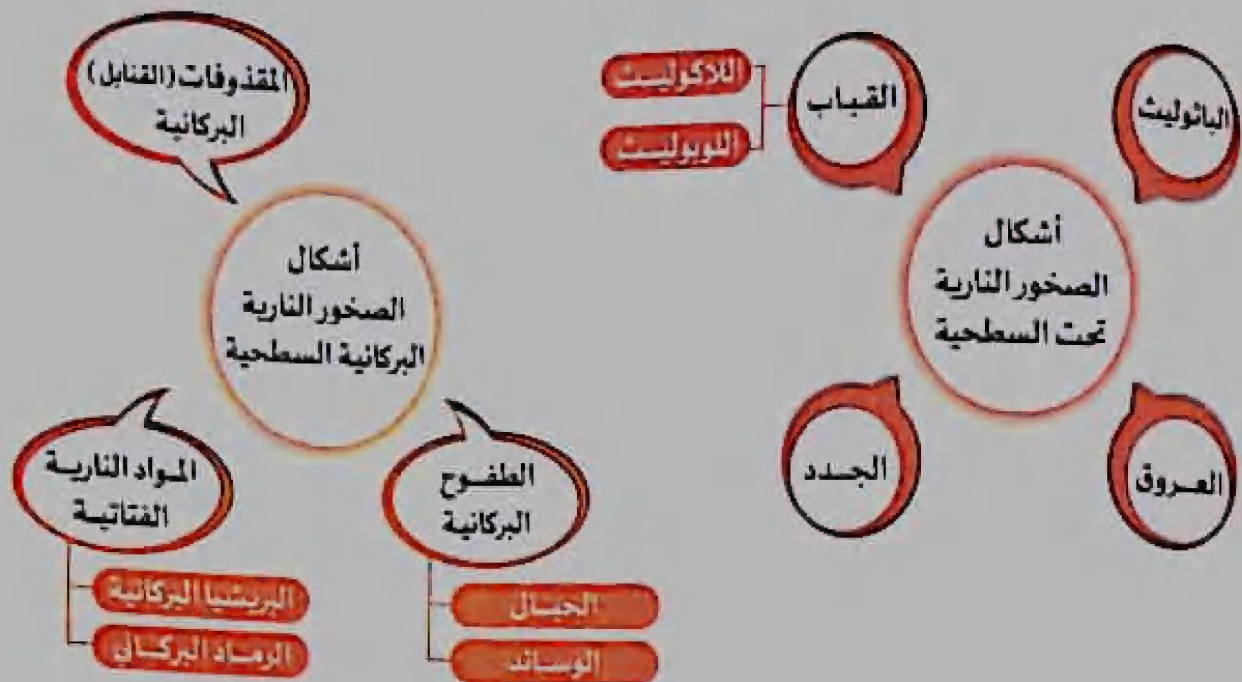 أشكال
الصخور النارية
تحت السطحية
الباثوليث
القباب
اللاكوليث
اللوبوليث
العروق
الجدد
أشكال
الصخور النارية
البركانية السطحية
المقذوفات (القنابل)
البركانية
الطفوح
البركانية
الحبال
الوسائد
المواد النارية
الفتاتية
البريشيا البركانية
الرماد البركاني